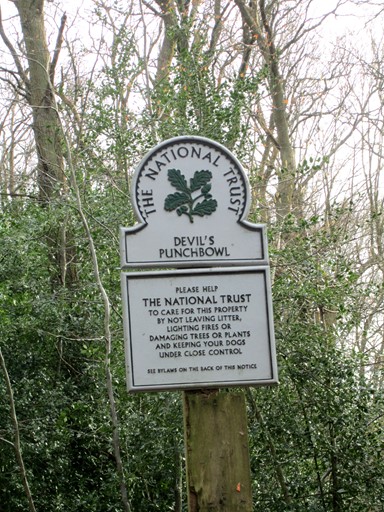 THE NATIONAL TRUST
DEVIL'S
PUNCHBOWL
PLEASE HELP
THE NATIONAL TRUST
TO CARE FOR THIS PROPERTY
BY NOT LEAVING LITTER,
LIGHTING FIRES OR
DAMAGING TREES OR PLANTS
AND KEEPING YOUR DOGS
UNDER CLOSE CONTROL
SEE BYLAWS ON THE BACK OF THIS NOTICE